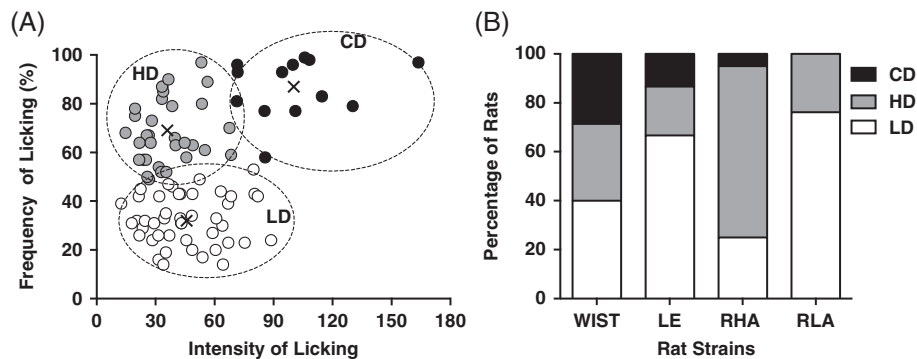 (A)
Frequency of Licking (%)
100
80
60
40
20
0
HD
CD
LD
0 30 60 90 120 150 180
Intensity of Licking
(B)
Percentage of Rats
100
80
60
40
20
0
WIST LE RHA RLA
Rat Strains
CD
HD
LD